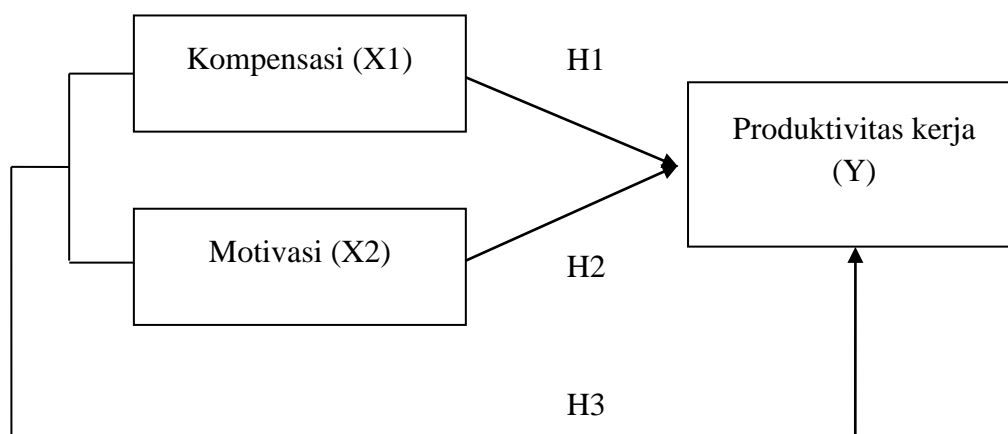 Kompensasi (X1)
H1
Produktivitas kerja
(Y)
Motivasi (X2)
H2
H3